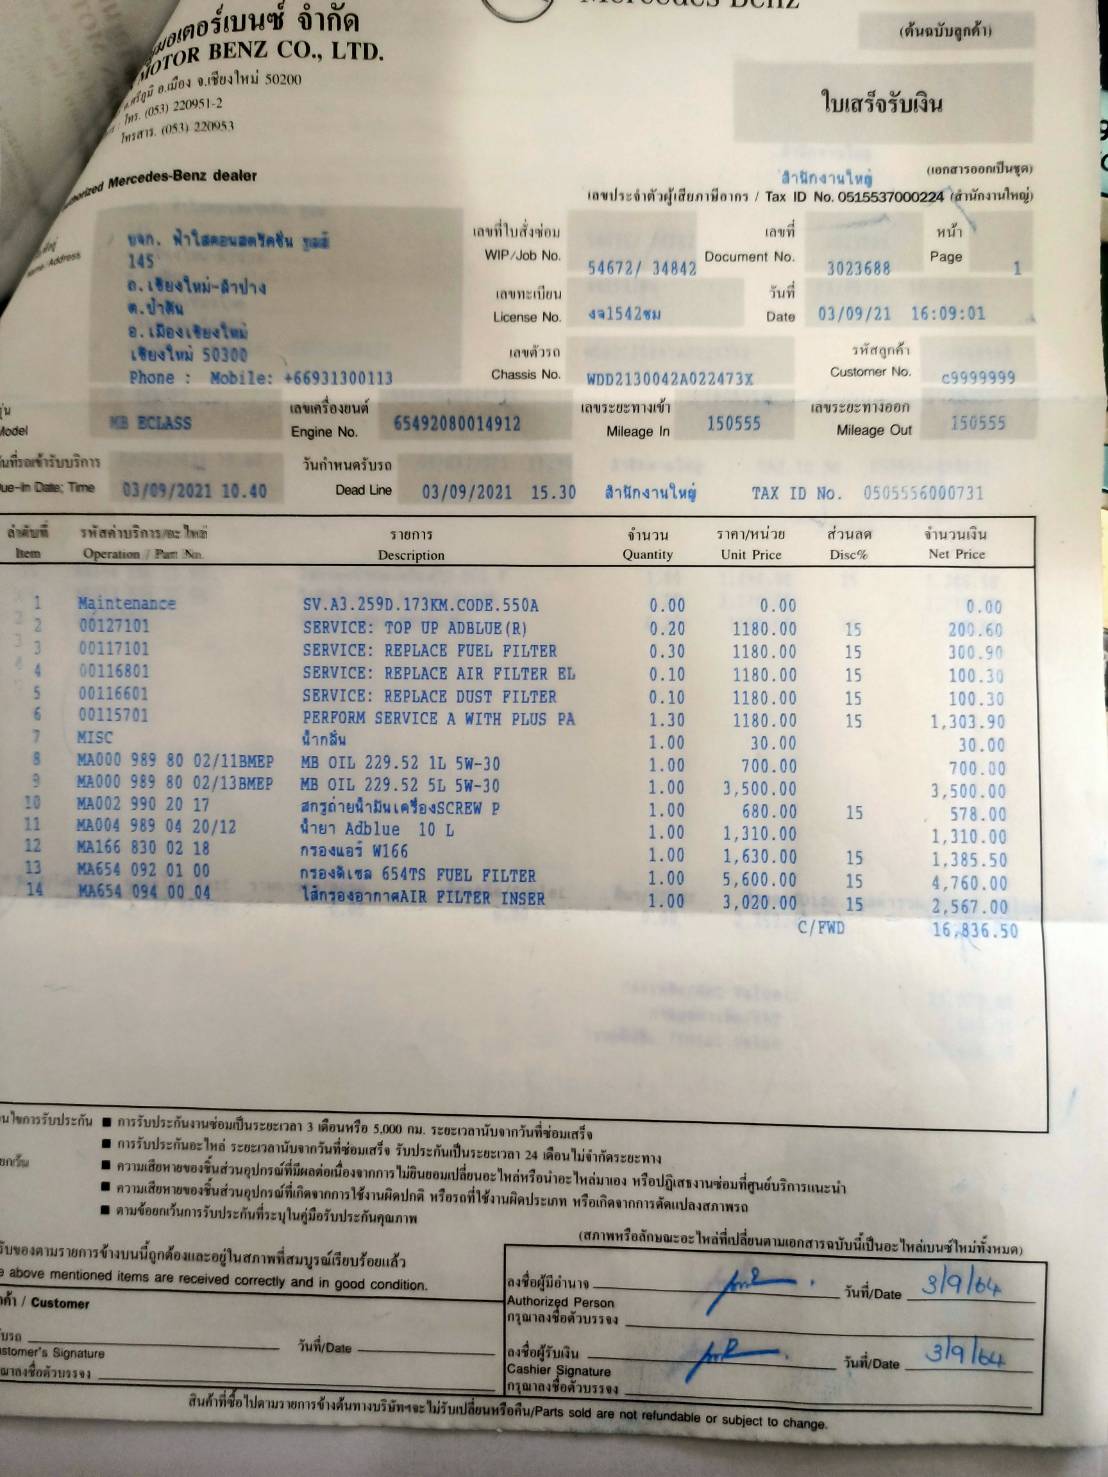 มอเตอร์เบนซ์ จำกัด
MOTOR BENZ CO., LTD.
อ.เมือง จ.เชียงใหม่ 50200
โทร. (053) 220951-2
โทรสาร. (053) 220953
Mercedes-Benz
(ต้นฉบับลูกค้า)
ใบเสร็จรับเงิน
Mercedes-Benz dealer
(เอกสารออกเป็นชุด)
สำนักงานใหญ่
เลขประจำตัวผู้เสียภาษีอากร / Tax ID No. 0515537000224 (สำนักงานใหญ่)
Name/Address
หจก. ฟ้าใสคอนสตรัคชั่น
145
ถ.เชียงใหม่-ลำปาง
ต.ป่าตัน
อ.เมืองเชียงใหม่
เชียงใหม่ 50300
Phone : Mobile: +66931300113
เลขที่ใบสั่งซ่อม
WIP/Job No. 54672/ 34842
เลขที่
Document No. 3023688
หน้า
Page 1
เลขทะเบียน
License No. งจ1542ชม
วันที่
Date 03/09/21 16:09:01
เลขตัวรถ
Chassis No. WDD2130042A022473X
รหัสลูกค้า
Customer No. c9999999
รุ่น
Model MB ECLASS
เลขเครื่องยนต์
Engine No. 65492080014912
เลขระยะทางเข้า
Mileage In 150555
เลขระยะทางออก
Mileage Out 150555
วันที่รถเข้ารับบริการ
Due-In Date; Time 03/09/2021 10.40
วันกำหนดรับรถ
Dead Line 03/09/2021 15.30 สำนักงานใหญ่ TAX ID No. 0505556000731
ลำดับที่ รหัสค่าบริการ/อะไหล่ รายการ จำนวน ราคา/หน่วย ส่วนลด จำนวนเงิน
Item Operation / Part No. Description Quantity Unit Price Disc% Net Price
1 Maintenance SV.A3.259D.173KM.CODE.550A 0.00 0.00 0.00
2 00127101 SERVICE: TOP UP ADBLUE(R) 0.20 1180.00 15 200.60
3 00117101 SERVICE: REPLACE FUEL FILTER 0.30 1180.00 15 300.90
4 00116801 SERVICE: REPLACE AIR FILTER EL 0.10 1180.00 15 100.30
5 00116601 SERVICE: REPLACE DUST FILTER 0.10 1180.00 15 100.30
6 00115701 PERFORM SERVICE A WITH PLUS PA 1.30 1180.00 15 1,303.90
7 MISC น้ำกลั่น 1.00 30.00 30.00
8 MA000 989 80 02/11BMEP MB OIL 229.52 1L 5W-30 1.00 700.00 700.00
9 MA000 989 80 02/13BMEP MB OIL 229.52 5L 5W-30 1.00 3,500.00 3,500.00
10 MA002 990 20 17 สกรูถ่ายน้ำมันเครื่องSCREW P 1.00 680.00 15 578.00
11 MA004 989 04 20/12 น้ำยา Adblue 10 L 1.00 1,310.00 1,310.00
12 MA166 830 02 18 กรองแอร์ W166 1.00 1,630.00 15 1,385.50
13 MA654 092 01 00 กรองดีเซล 654TS FUEL FILTER 1.00 5,600.00 15 4,760.00
14 MA654 094 00 04 ไส้กรองอากาศAIR FILTER INSER 1.00 3,020.00 15 2,567.00
C/FWD 16,836.50
เงื่อนไขการรับประกัน ■ การรับประกันงานซ่อมเป็นระยะเวลา 3 เดือนหรือ 5,000 กม. ระยะเวลานับจากวันที่ซ่อมเสร็จ
■ การรับประกันอะไหล่ ระยะเวลานับจากวันที่ซ่อมเสร็จ รับประกันเป็นระยะเวลา 24 เดือนไม่จำกัดระยะทาง
ยกเว้น ■ ความเสียหายของชิ้นส่วนอุปกรณ์ที่มีผลต่อเนื่องจากการไม่ยินยอมเปลี่ยนอะไหล่หรือนำอะไหล่มาเอง หรือปฏิเสธงานซ่อมที่ศูนย์บริการแนะนำ
■ ความเสียหายของชิ้นส่วนอุปกรณ์ที่เกิดจากการใช้งานผิดปกติ หรือรถที่ใช้งานผิดประเภท หรือเกิดจากการดัดแปลงสภาพรถ
■ ตามข้อยกเว้นการรับประกันที่ระบุในคู่มือรับประกันคุณภาพ
(สภาพหรือลักษณะอะไหล่ที่เปลี่ยนตามเอกสารฉบับนี้เป็นอะไหล่เบนซ์ใหม่ทั้งหมด)
รับของตามรายการข้างบนนี้ถูกต้องและอยู่ในสภาพที่สมบูรณ์เรียบร้อยแล้ว
above mentioned items are received correctly and in good condition.
ลูกค้า / Customer
ผู้รับรถ วันที่/Date
Customer's Signature
กรุณาลงชื่อตัวบรรจง
ลงชื่อผู้มีอำนาจ วันที่/Date 3/9/64
Authorized Person
กรุณาลงชื่อตัวบรรจง
ลงชื่อผู้รับเงิน วันที่/Date 3/9/64
Cashier Signature
กรุณาลงชื่อตัวบรรจง
สินค้าที่ซื้อไปตามรายการข้างต้นทางบริษัทฯจะไม่รับเปลี่ยนหรือคืน/Parts sold are not refundable or subject to change.